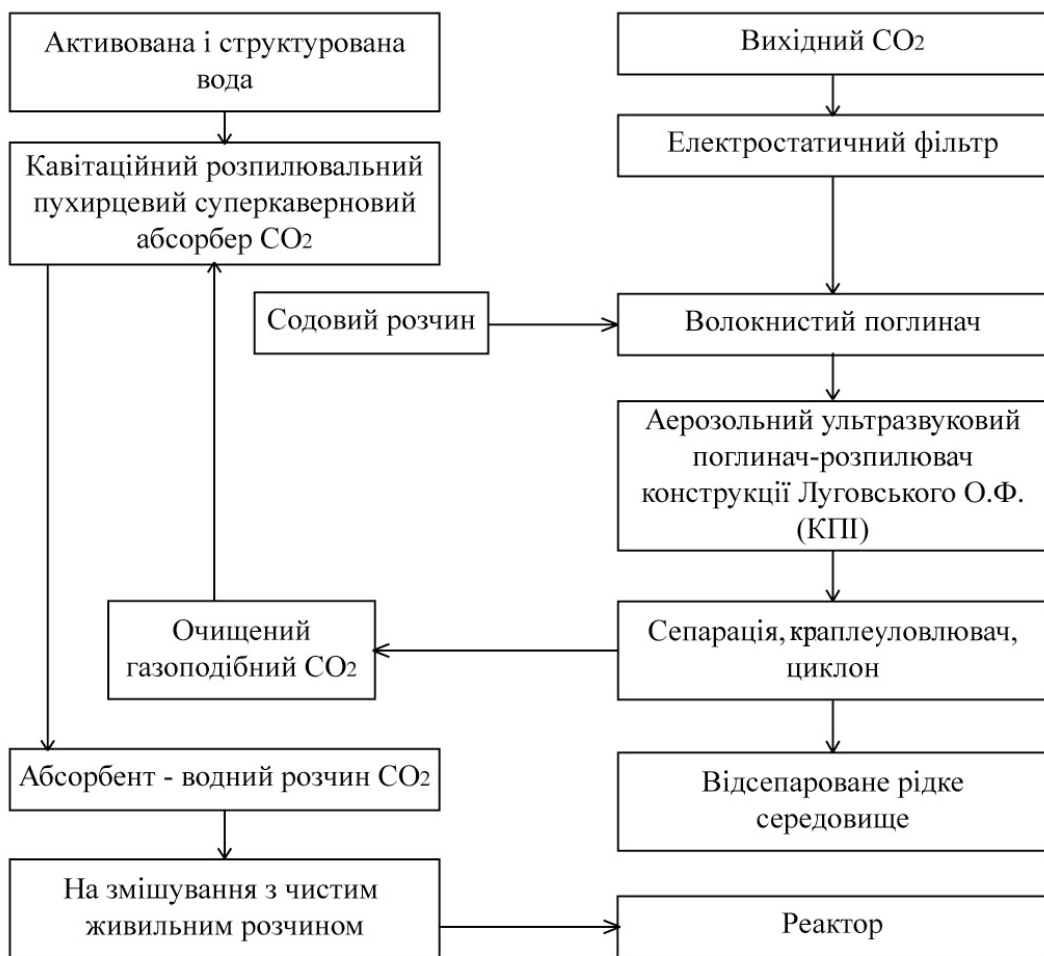 Активована і структурована
вода
Вихідний CO2
Кавітаційний розпилювальний
пухирцевий суперкаверновий
абсорбер CO2
Електростатичний фільтр
Содовий розчин
Волокнистий поглинач
Аерозольний ультразвуковий
поглинач-розпилювач
конструкції Луговського О.Ф.
(КПІ)
Очищений
газоподібний CO2
Сепарація, краплеуловлювач,
циклон
Абсорбент - водний розчин CO2
Відсепароване рідке
середовище
На змішування з чистим
живильним розчином
Реактор